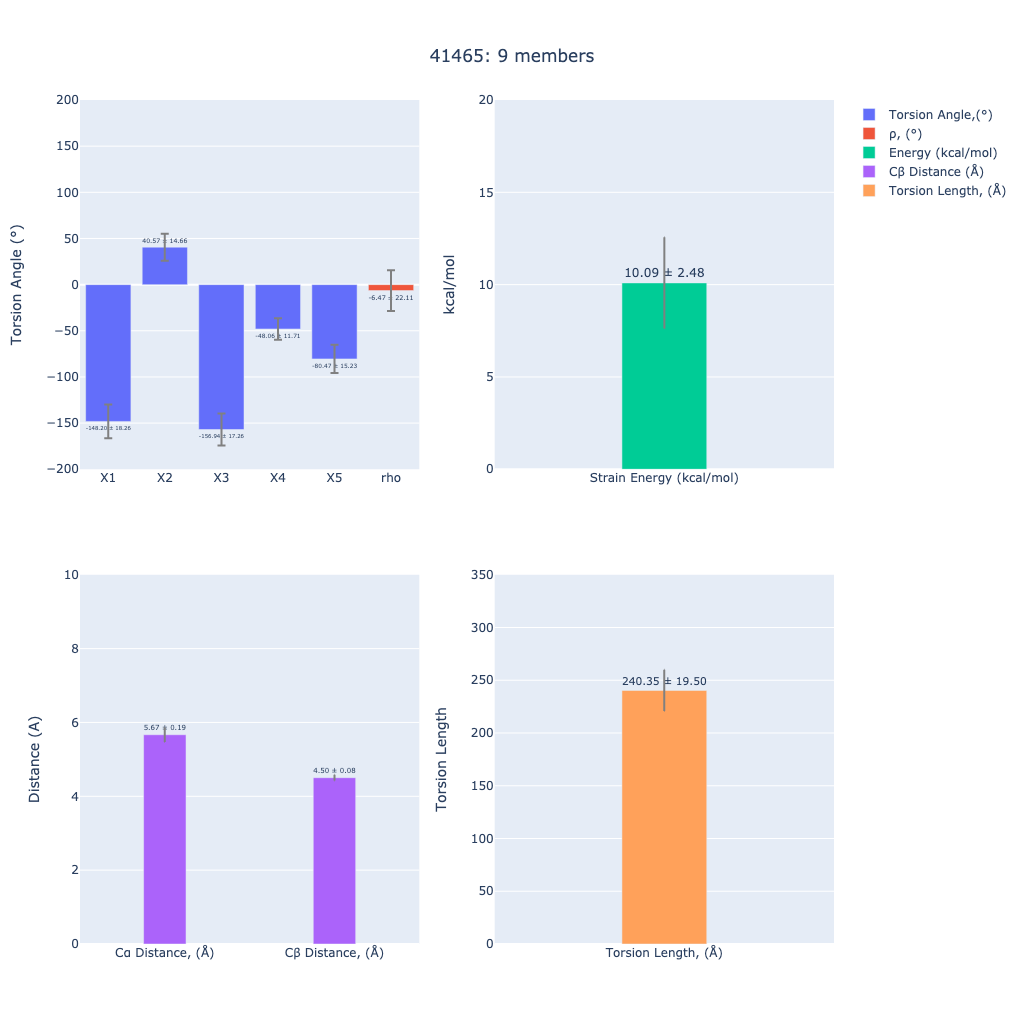 41465: 9 members
Torsion Angle (°)
200
150
100
50
0
−50
−100
−150
−200
-148.20 ± 18.26
40.57 ± 14.66
-156.94 ± 17.26
-48.06 ± 11.71
-80.47 ± 15.23
-6.47 ± 22.11
X1 X2 X3 X4 X5 rho
kcal/mol
20
15
10
5
0
10.09 ± 2.48
Strain Energy (kcal/mol)
Torsion Angle,(°)
ρ, (°)
Energy (kcal/mol)
Cβ Distance (Å)
Torsion Length, (Å)
Distance (A)
10
8
6
4
2
0
5.67 ± 0.19
4.50 ± 0.08
Cα Distance, (Å) Cβ Distance, (Å)
Torsion Length
350
300
250
200
150
100
50
0
240.35 ± 19.50
Torsion Length, (Å)